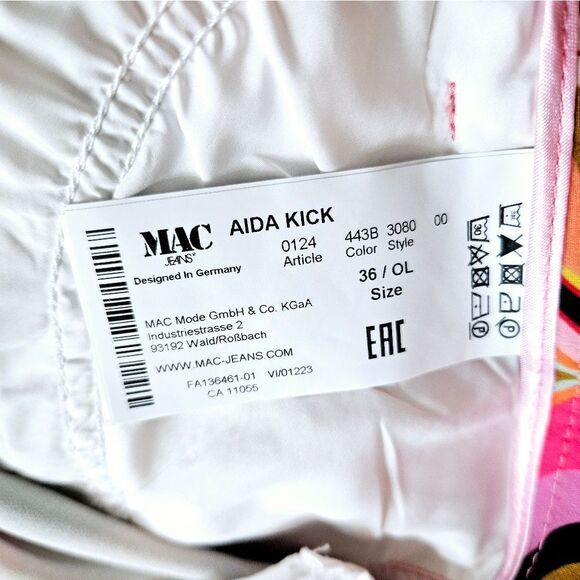 MAC
JEANS®
AIDA KICK
Designed in Germany
0124 443B 3080 00
Article Color Style
36 / OL
Size
MAC Mode GmbH & Co. KGaA
Industriestrasse 2
93192 Wald/Roßbach
WWW.MAC-JEANS.COM
EAC
FA136461-01 VI/01223
CA 11055
30
P